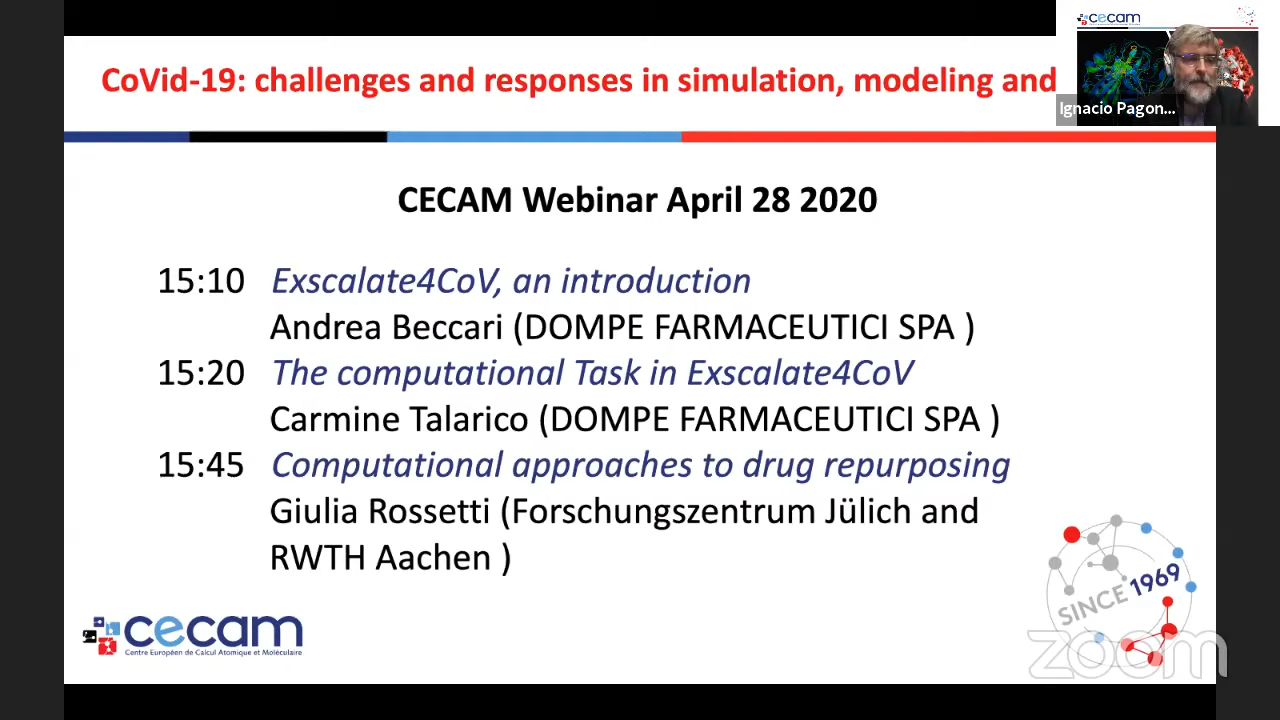 cecam
CoVid-19: challenges and responses in simulation, modeling and
Ignacio Pagon...
CECAM Webinar April 28 2020
15:10 Exscalate4CoV, an introduction
Andrea Beccari (DOMPE FARMACEUTICI SPA )
15:20 The computational Task in Exscalate4CoV
Carmine Talarico (DOMPE FARMACEUTICI SPA )
15:45 Computational approaches to drug repurposing
Giulia Rossetti (Forschungszentrum Jülich and
RWTH Aachen )
SINCE 1969
cecam
Centre Européen de Calcul Atomique et Moléculaire
zoom